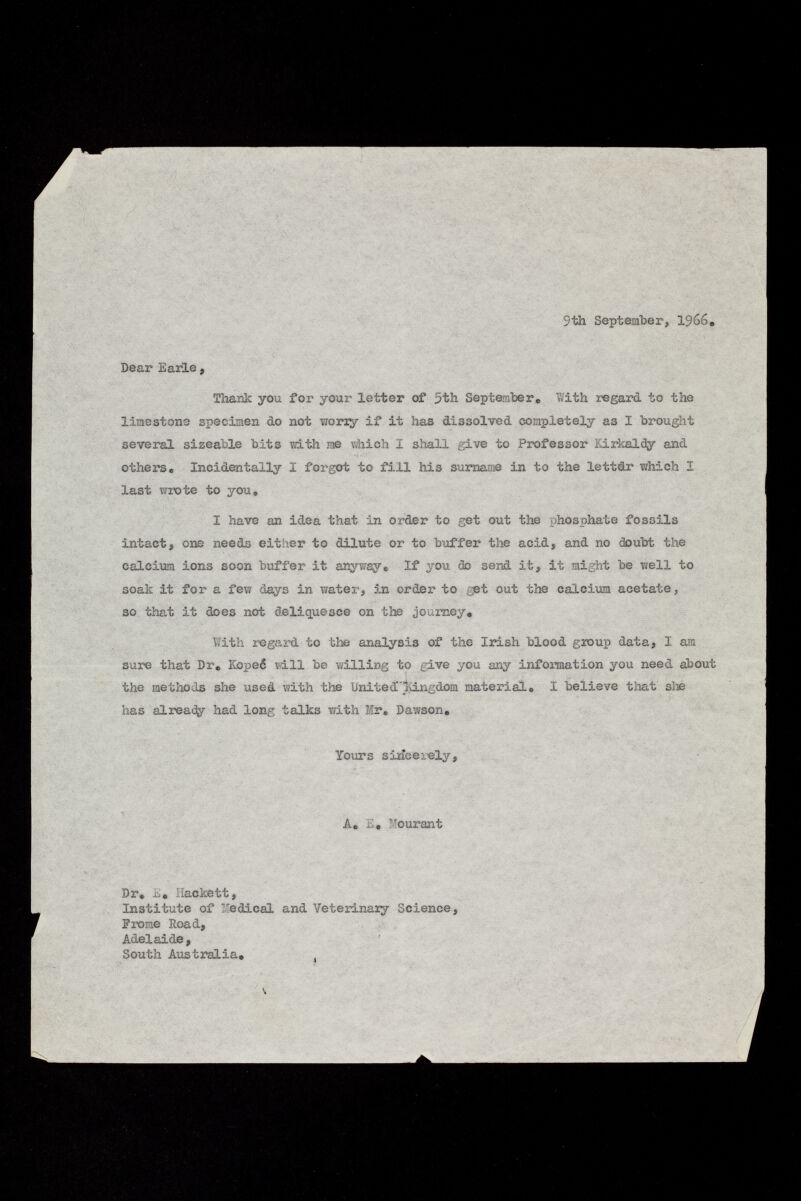 9th September, 1966.
Dear Earle,
Thank you for your letter of 5th September. With regard to the
limestone specimen do not worry if it has dissolved completely as I brought
several sizeable bits with me which I shall give to Professor Kirkaldy and
others. Incidentally I forgot to fill his surname in to the lettdr which I
last wrote to you.
I have an idea that in order to get out the phosphate fossils
intact, one needs either to dilute or to buffer the acid, and no doubt the
calcium ions soon buffer it anyway. If you do send it, it might be well to
soak it for a few days in water, in order to get out the calcium acetate,
so that it does not deliquesce on the journey.
With regard to the analysis of the Irish blood group data, I am
sure that Dr. Kopeć will be willing to give you any information you need about
the methods she used with the United Kingdom material. I believe that she
has already had long talks with Mr. Dawson.
Yours sincerely,
A. E. Mourant
Dr. E. Hackett,
Institute of Medical and Veterinary Science,
Frome Road,
Adelaide,
South Australia.